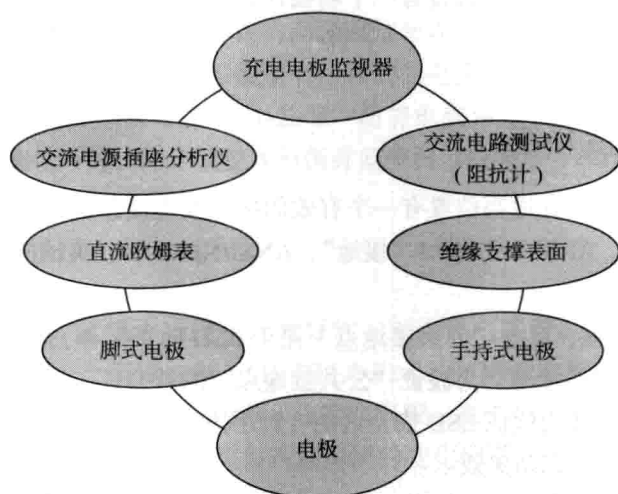 充电电板监视器
交流电源插座分析仪
交流电路测试仪
(阻抗计)
直流欧姆表
绝缘支撑表面
脚式电极
手持式电极
电极